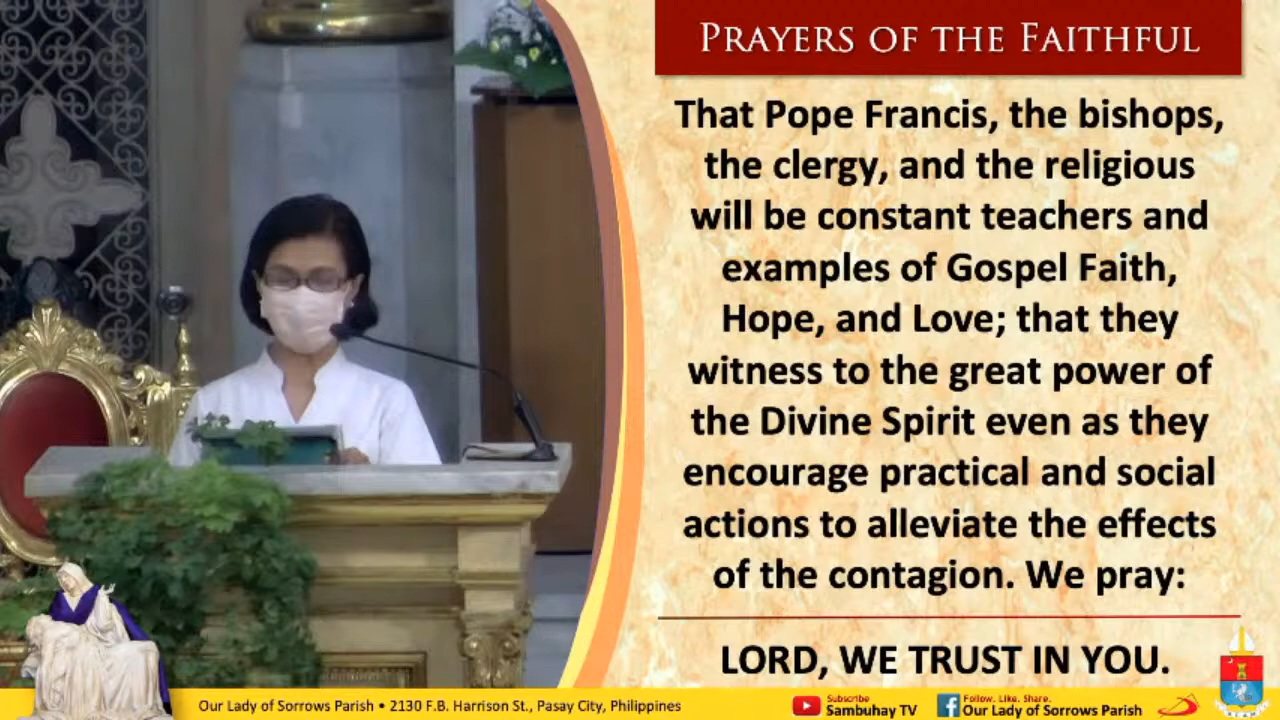 PRAYERS OF THE FAITHFUL
That Pope Francis, the bishops,
the clergy, and the religious
will be constant teachers and
examples of Gospel Faith,
Hope, and Love; that they
witness to the great power of
the Divine Spirit even as they
encourage practical and social
actions to alleviate the effects
of the contagion. We pray:
LORD, WE TRUST IN YOU.
Our Lady of Sorrows Parish • 2130 F.B. Harrison St., Pasay City, Philippines
Subscribe
Sambuhay TV
Follow. Like. Share.
Our Lady of Sorrows Parish